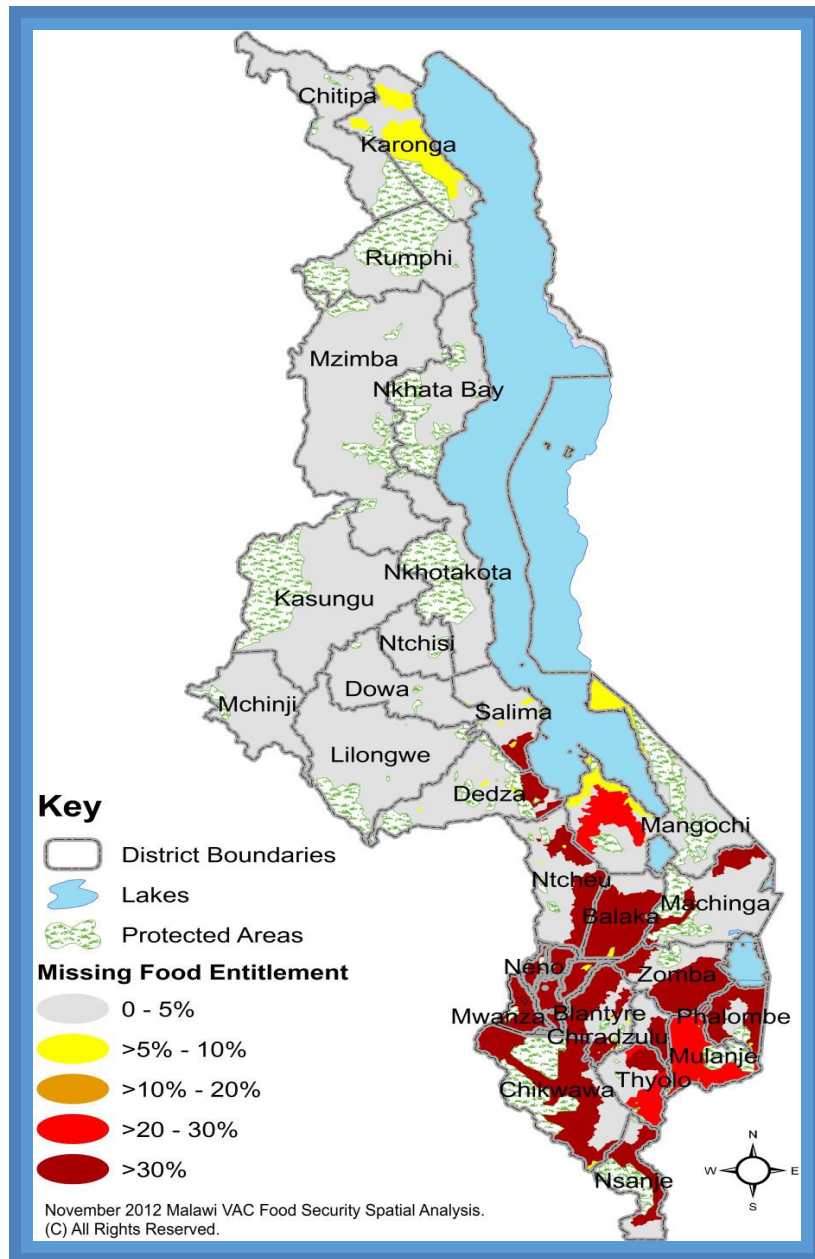 Chitipa
Karonga
Rumphi
Mzimba
Nkhata Bay
Nkhotakota
Kasungu
Ntchisi
Dowa
Mchinji
Salima
Lilongwe
Dedza
Mangochi
Ntcheu
Machinga
Balaka
Neno
Zomba
Mwanza
Blantyre
Phalombe
Chiradzulu
Mulanje
Thyolo
Chikwawa
Nsanje
Key
District Boundaries
Lakes
Protected Areas
Missing Food Entitlement
0 - 5%
>5% - 10%
>10% - 20%
>20 - 30%
>30%
N
W E
S
November 2012 Malawi VAC Food Security Spatial Analysis.
(C) All Rights Reserved.